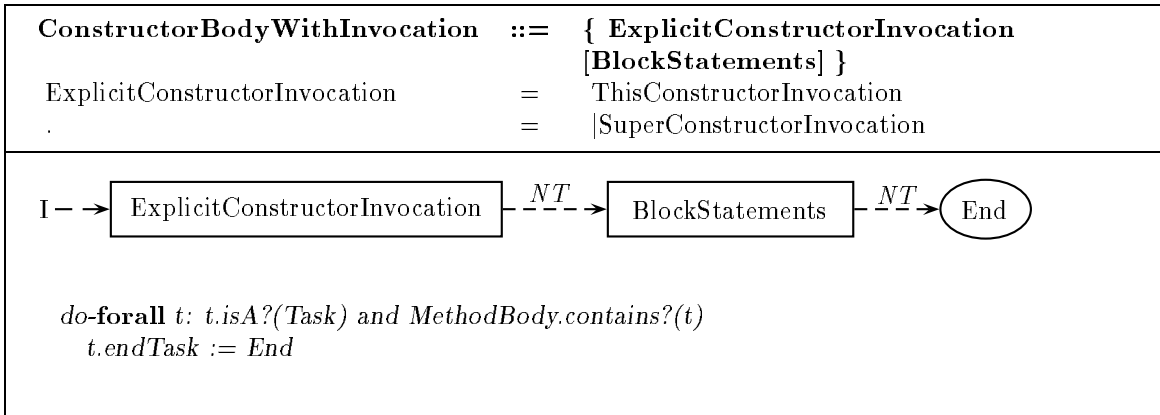 ConstructorBodyWithInvocation ::= { ExplicitConstructorInvocation
[BlockStatements] }
ExplicitConstructorInvocation = ThisConstructorInvocation
. = |SuperConstructorInvocation
I ExplicitConstructorInvocation NT BlockStatements NT End
do-forall t: t.isA?(Task) and MethodBody.contains?(t)
t.endTask := End